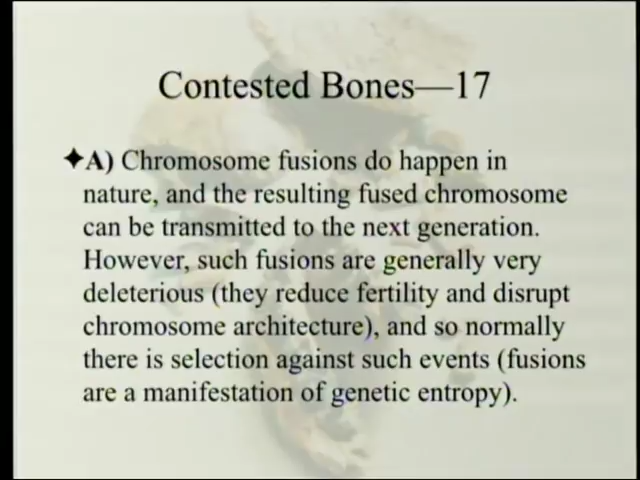 Contested Bones—17
✦A) Chromosome fusions do happen in
nature, and the resulting fused chromosome
can be transmitted to the next generation.
However, such fusions are generally very
deleterious (they reduce fertility and disrupt
chromosome architecture), and so normally
there is selection against such events (fusions
are a manifestation of genetic entropy).